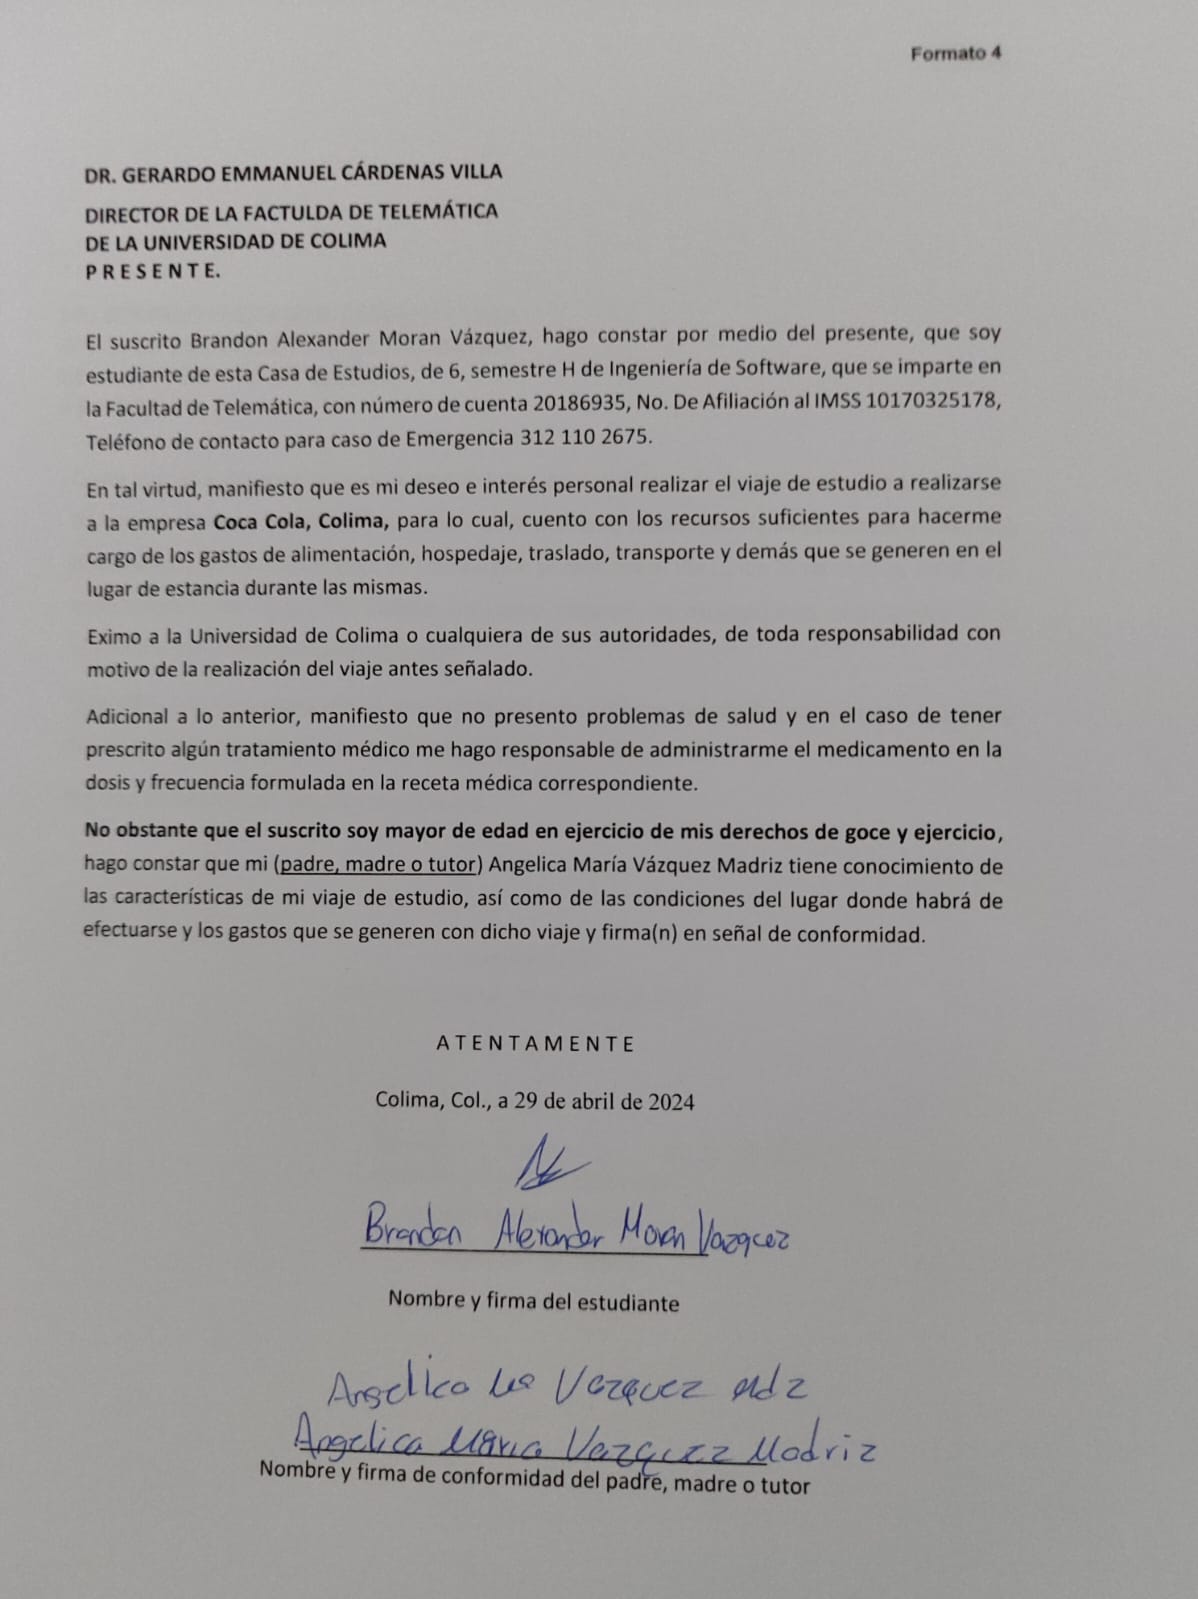 Formato 4
DR. GERARDO EMMANUEL CÁRDENAS VILLA
DIRECTOR DE LA FACTULDA DE TELEMÁTICA
DE LA UNIVERSIDAD DE COLIMA
P R E S E N T E.
El suscrito Brandon Alexander Moran Vázquez, hago constar por medio del presente, que soy
estudiante de esta Casa de Estudios, de 6, semestre H de Ingeniería de Software, que se imparte en
la Facultad de Telemática, con número de cuenta 20186935, No. De Afiliación al IMSS 10170325178,
Teléfono de contacto para caso de Emergencia 312 110 2675.
En tal virtud, manifiesto que es mi deseo e interés personal realizar el viaje de estudio a realizarse
a la empresa Coca Cola, Colima, para lo cual, cuento con los recursos suficientes para hacerme
cargo de los gastos de alimentación, hospedaje, traslado, transporte y demás que se generen en el
lugar de estancia durante las mismas.
Eximo a la Universidad de Colima o cualquiera de sus autoridades, de toda responsabilidad con
motivo de la realización del viaje antes señalado.
Adicional a lo anterior, manifiesto que no presento problemas de salud y en el caso de tener
prescrito algún tratamiento médico me hago responsable de administrarme el medicamento en la
dosis y frecuencia formulada en la receta médica correspondiente.
No obstante que el suscrito soy mayor de edad en ejercicio de mis derechos de goce y ejercicio,
hago constar que mi (padre, madre o tutor) Angelica María Vázquez Madriz tiene conocimiento de
las características de mi viaje de estudio, así como de las condiciones del lugar donde habrá de
efectuarse y los gastos que se generen con dicho viaje y firma(n) en señal de conformidad.
A T E N T A M E N T E
Colima, Col., a 29 de abril de 2024
Brandon Alexander Moran Vazquez
Nombre y firma del estudiante
Angelica Vazquez
Angelica Maria Vazquez Madriz
Nombre y firma de conformidad del padre, madre o tutor